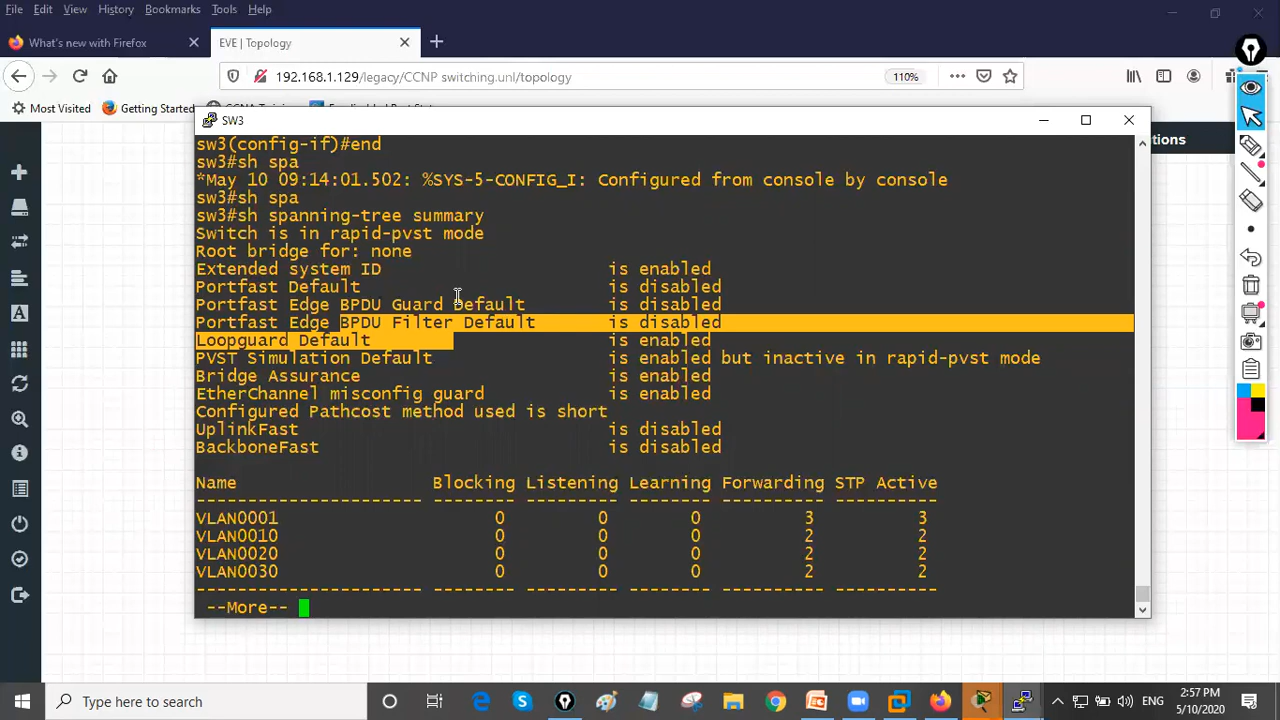 File Edit View History Bookmarks Tools Help
What's new with Firefox
EVE | Topology
192.168.1.129/legacy/CCNP switching.unl/topology
110%
Most Visited
Getting Started
SW3
sw3(config-if)#end
sw3#sh spa
*May 10 09:14:01.502: %SYS-5-CONFIG_I: Configured from console by console
sw3#sh spa
sw3#sh spanning-tree summary
Switch is in rapid-pvst mode
Root bridge for: none
Extended system ID is enabled
Portfast Default is disabled
Portfast Edge BPDU Guard Default is disabled
Portfast Edge BPDU Filter Default is disabled
Loopguard Default is enabled
PVST Simulation Default is enabled but inactive in rapid-pvst mode
Bridge Assurance is enabled
EtherChannel misconfig guard is enabled
Configured Pathcost method used is short
UplinkFast is disabled
BackboneFast is disabled
Name Blocking Listening Learning Forwarding STP Active
---------------------- -------- --------- -------- ---------- ----------
VLAN0001 0 0 0 3 3
VLAN0010 0 0 0 2 2
VLAN0020 0 0 0 2 2
VLAN0030 0 0 0 2 2
---------------------- -------- --------- -------- ---------- ----------
--More--
Type here to search
ENG
2:57 PM
5/10/2020